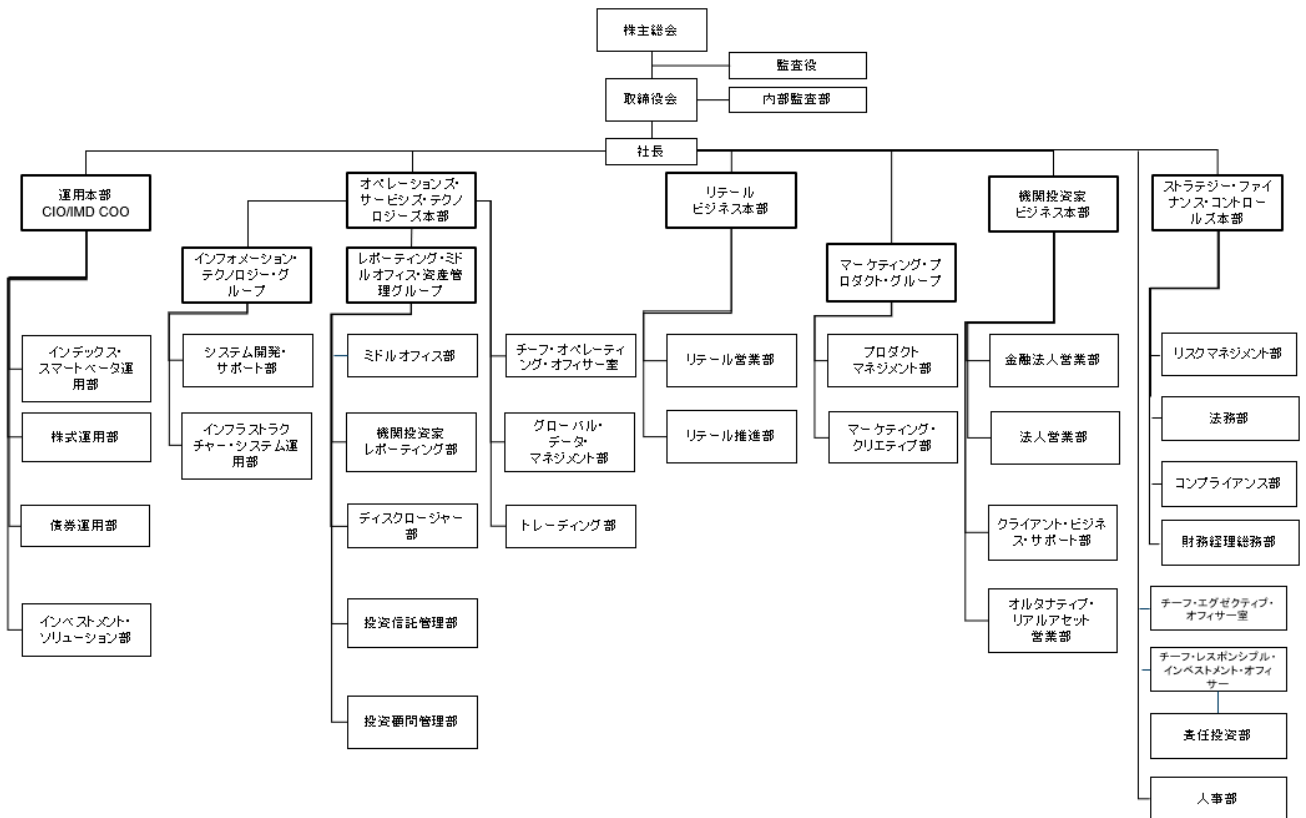 株主総会
監査役
取締役会
内部監査部
社長
運用本部
CIO/IMD COO
インデックス・
スマートベータ運
用部
株式運用部
債券運用部
インベストメント・
ソリューション部
オペレーションズ・
サービシズ・テクノ
ロジーズ本部
インフォメーション・
テクノロジー・グ
ループ
システム開発・
サポート部
インフラストラク
チャー・システム運
用部
レポーティング・ミド
ルオフィス・資産管
理グループ
ミドルオフィス部
機関投資家
レポーティング部
ディスクロージャー
部
投資信託管理部
投資顧問管理部
チーフ・オペレーティ
ング・オフィサー室
グローバル・
データ・
マネジメント部
トレーディング部
リテール
ビジネス本部
リテール営業部
リテール推進部
マーケティング・プ
ロダクト・グループ
プロダクト
マネジメント部
マーケティング・
クリエティブ部
機関投資家
ビジネス本部
金融法人営業部
法人営業部
クライアント・ビジネ
ス・サポート部
オルタナティブ・
リアルアセット
営業部
ストラテジー・ファイ
ナンス・コントロー
ルズ本部
リスクマネジメント部
法務部
コンプライアンス部
財務経理総務部
チーフ・エグゼクティブ・
オフィサー室
チーフ・レスポンシブル・
インベストメント・オフィ
サー
責任投資部
人事部